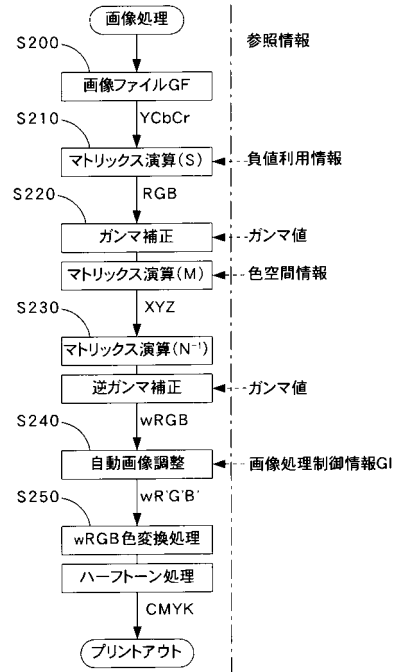 画像処理
参照情報
S200
画像ファイルGF
YCbCr
S210
マトリックス演算(S)
負値利用情報
RGB
S220
ガンマ補正
ガンマ値
マトリックス演算(M)
色空間情報
XYZ
S230
マトリックス演算(N⁻¹)
逆ガンマ補正
ガンマ値
wRGB
S240
自動画像調整
画像処理制御情報GI
wR'G'B'
S250
wRGB色変換処理
ハーフトーン処理
CMYK
プリントアウト